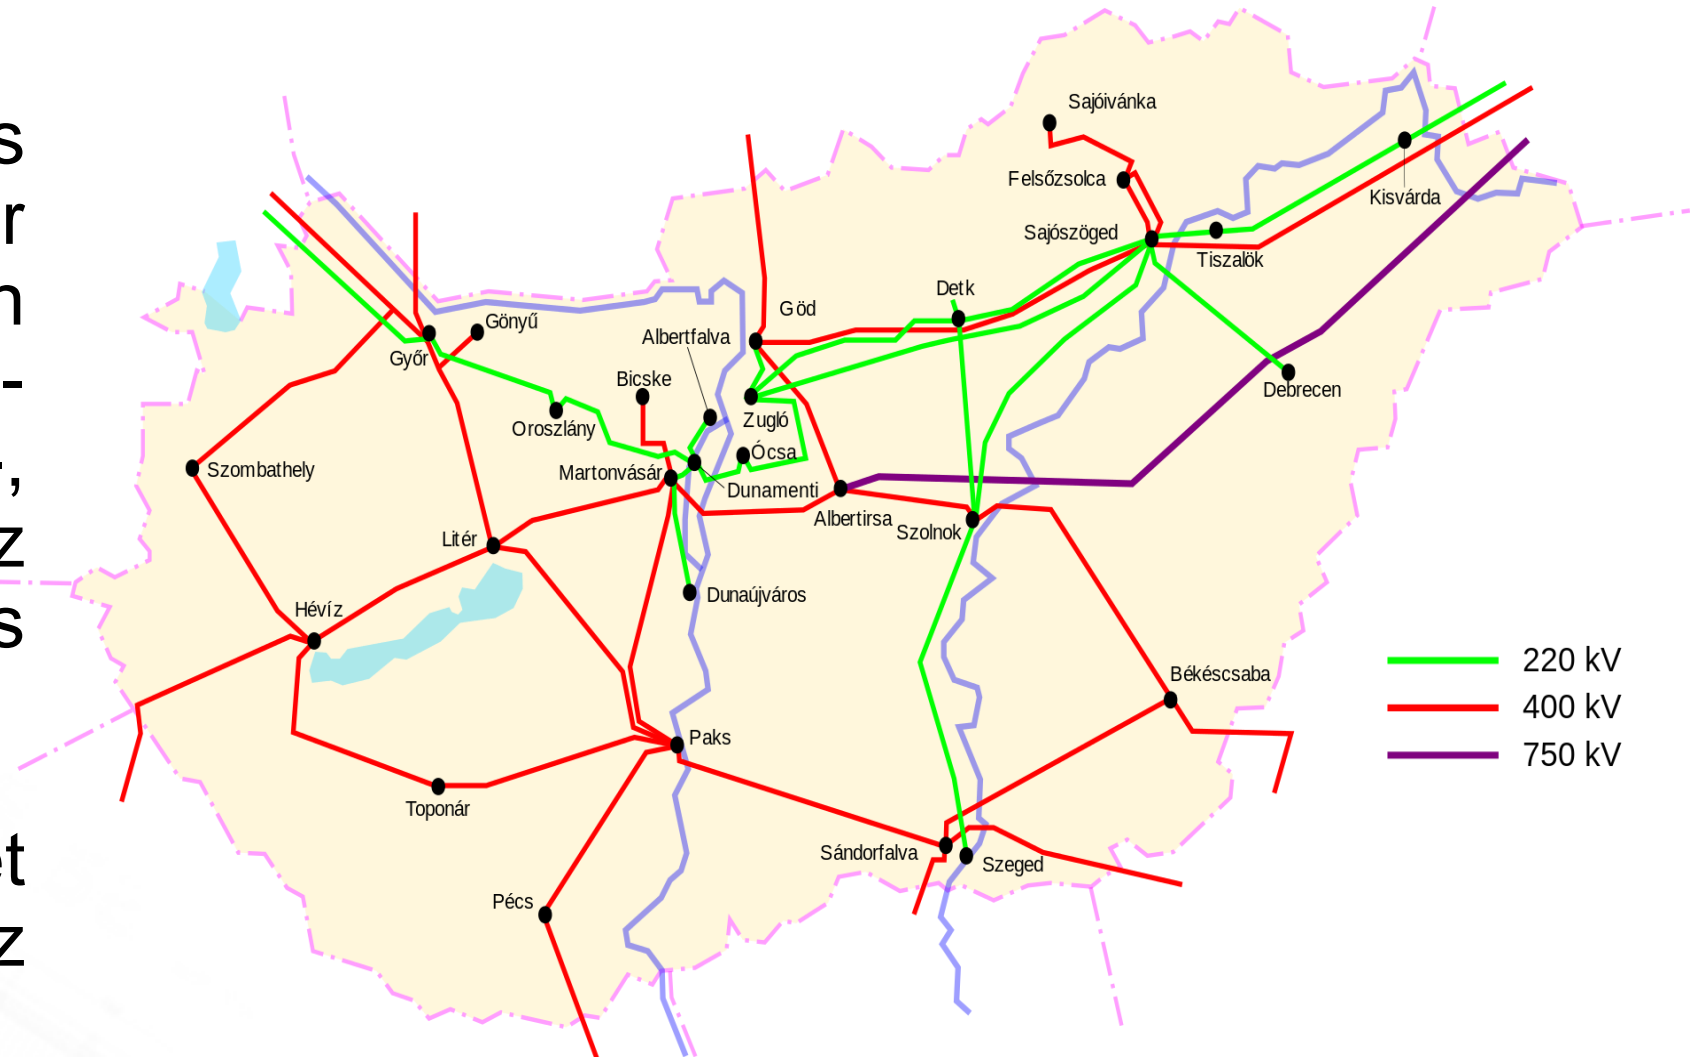 s
r
n
-
,
z
s
et
z
Sajóivánka
Felsőzsolca
Kisvárda
Sajószöged
Tiszalök
Detk
Göd
Gönyű
Albertfalva
Győr
Bicske
Debrecen
Zugló
Oroszlány
Ócsa
Szombathely
Martonvásár
Dunamenti
Albertirsa
Szolnok
Litér
Dunaújváros
Hévíz
Békéscsaba
Paks
Toponár
Sándorfalva
Szeged
Pécs
220 kV
400 kV
750 kV